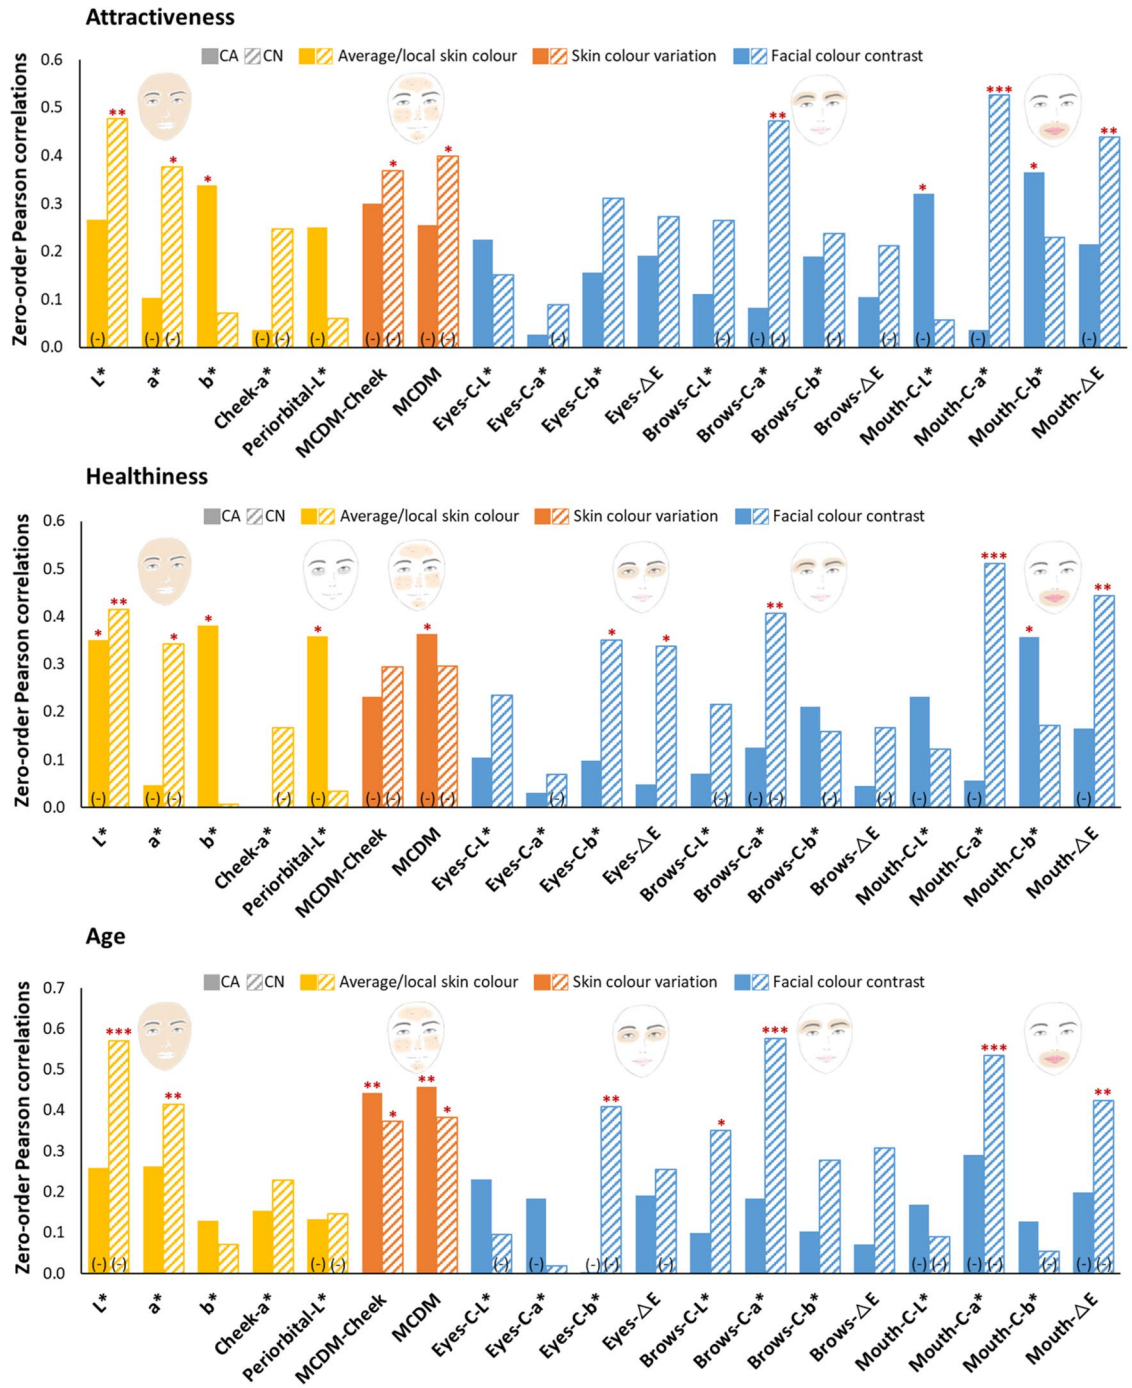 Attractiveness
CA CN Average/local skin colour Skin colour variation Facial colour contrast
Zero-order Pearson correlations
0.6
0.5
0.4
0.3
0.2
0.1
0.0
** * * * * ** * *** * **
(-) (-) (-) (-) (-) (-) (-) (-) (-) (-) (-) (-) (-) (-) (-) (-) (-) (-) (-)
L*
a*
b*
Cheek-a*
Periorbital-L*
MCDM-Cheek
MCDM
Eyes-C-L*
Eyes-C-a*
Eyes-C-b*
Eyes-△E
Brows-C-L*
Brows-C-a*
Brows-C-b*
Brows-△E
Mouth-C-L*
Mouth-C-a*
Mouth-C-b*
Mouth-△E
Healthiness
CA CN Average/local skin colour Skin colour variation Facial colour contrast
Zero-order Pearson correlations
0.6
0.5
0.4
0.3
0.2
0.1
0.0
* ** * * * * * * ** *** * **
(-) (-) (-) (-) (-) (-) (-) (-) (-) (-) (-) (-) (-) (-) (-) (-) (-)
L*
a*
b*
Cheek-a*
Periorbital-L*
MCDM-Cheek
MCDM
Eyes-C-L*
Eyes-C-a*
Eyes-C-b*
Eyes-△E
Brows-C-L*
Brows-C-a*
Brows-C-b*
Brows-△E
Mouth-C-L*
Mouth-C-a*
Mouth-C-b*
Mouth-△E
Age
CA CN Average/local skin colour Skin colour variation Facial colour contrast
Zero-order Pearson correlations
0.7
0.6
0.5
0.4
0.3
0.2
0.1
0.0
*** ** ** * ** * ** * *** *** **
(-) (-) (-) (-) (-) (-) (-) (-) (-) (-) (-) (-) (-) (-) (-) (-)
L*
a*
b*
Cheek-a*
Periorbital-L*
MCDM-Cheek
MCDM
Eyes-C-L*
Eyes-C-a*
Eyes-C-b*
Eyes-△E
Brows-C-L*
Brows-C-a*
Brows-C-b*
Brows-△E
Mouth-C-L*
Mouth-C-a*
Mouth-C-b*
Mouth-△E